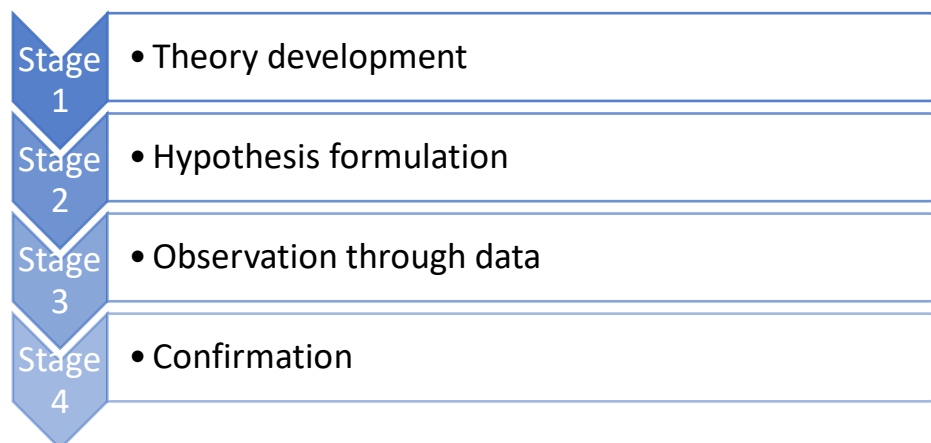 Stage
1
• Theory development
Stage
2
• Hypothesis formulation
Stage
3
• Observation through data
Stage
4
• Confirmation